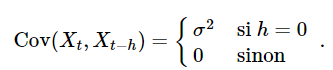 Cov(X_t, X_{t−h}) = { σ² si h = 0
0 sinon .